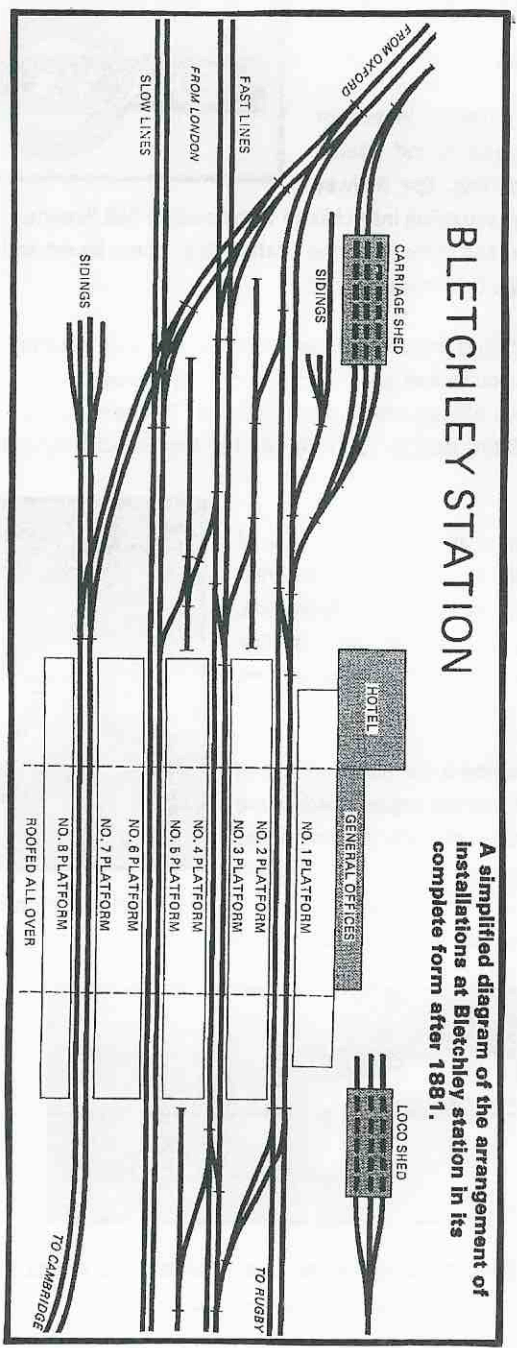 BLETCHLEY STATION
A simplified diagram of the arrangement of
installations at Bletchley station in its
complete form after 1881.
FROM OXFORD
CARRIAGE SHED
SIDINGS
HOTEL
GENERAL OFFICES
LOCO SHED
FAST LINES
FROM LONDON
SLOW LINES
SIDINGS
NO. 1 PLATFORM
NO. 2 PLATFORM
NO. 3 PLATFORM
NO. 4 PLATFORM
NO. 5 PLATFORM
NO. 6 PLATFORM
NO. 7 PLATFORM
NO. 8 PLATFORM
ROOFED ALL OVER
TO RUGBY
TO CAMBRIDGE